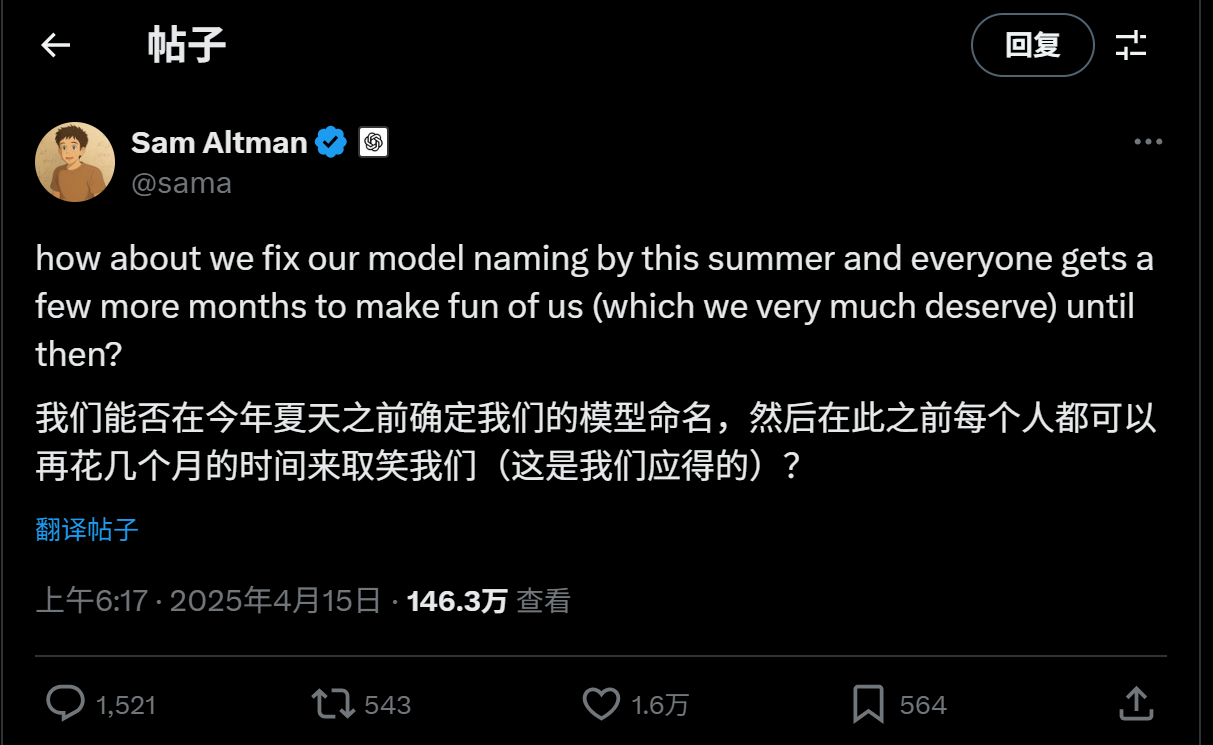 帖子
回复
Sam Altman
@sama
how about we fix our model naming by this summer and everyone gets a
few more months to make fun of us (which we very much deserve) until
then?
我们能否在今年夏天之前确定我们的模型命名，然后在此之前每个人都可以
再花几个月的时间来取笑我们（这是我们应得的）？
翻译帖子
上午6:17 · 2025年4月15日 · 146.3万 查看
1,521 543 1.6万 564